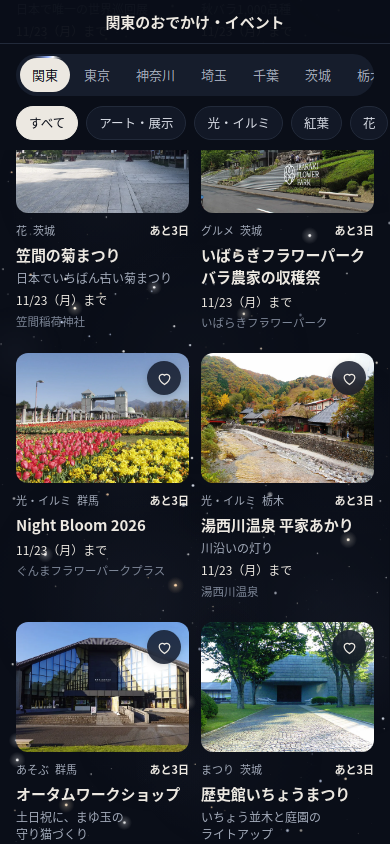 関東のおでかけ・イベント
関東
東京
神奈川
埼玉
千葉
茨城
すべて
アート・展示
光・イルミ
紅葉
花
IBARAKI
FLOWER
PARK
花 茨城
あと3日
笠間の菊まつり
日本でいちばん古い菊まつり
11/23（月）まで
笠間稲荷神社
グルメ 茨城
あと3日
いばらきフラワーパーク
バラ農家の収穫祭
11/23（月）まで
いばらきフラワーパーク
光・イルミ 群馬
あと3日
Night Bloom 2026
11/23（月）まで
ぐんまフラワーパークプラス
光・イルミ 栃木
あと3日
湯西川温泉 平家あかり
川沿いの灯り
11/23（月）まで
湯西川温泉
あそぶ 群馬
あと3日
オータムワークショップ
土日祝に、まゆ玉の
守り猫づくり
まつり 茨城
あと3日
歴史館いちょうまつり
いちょう並木と庭園の
ライトアップ